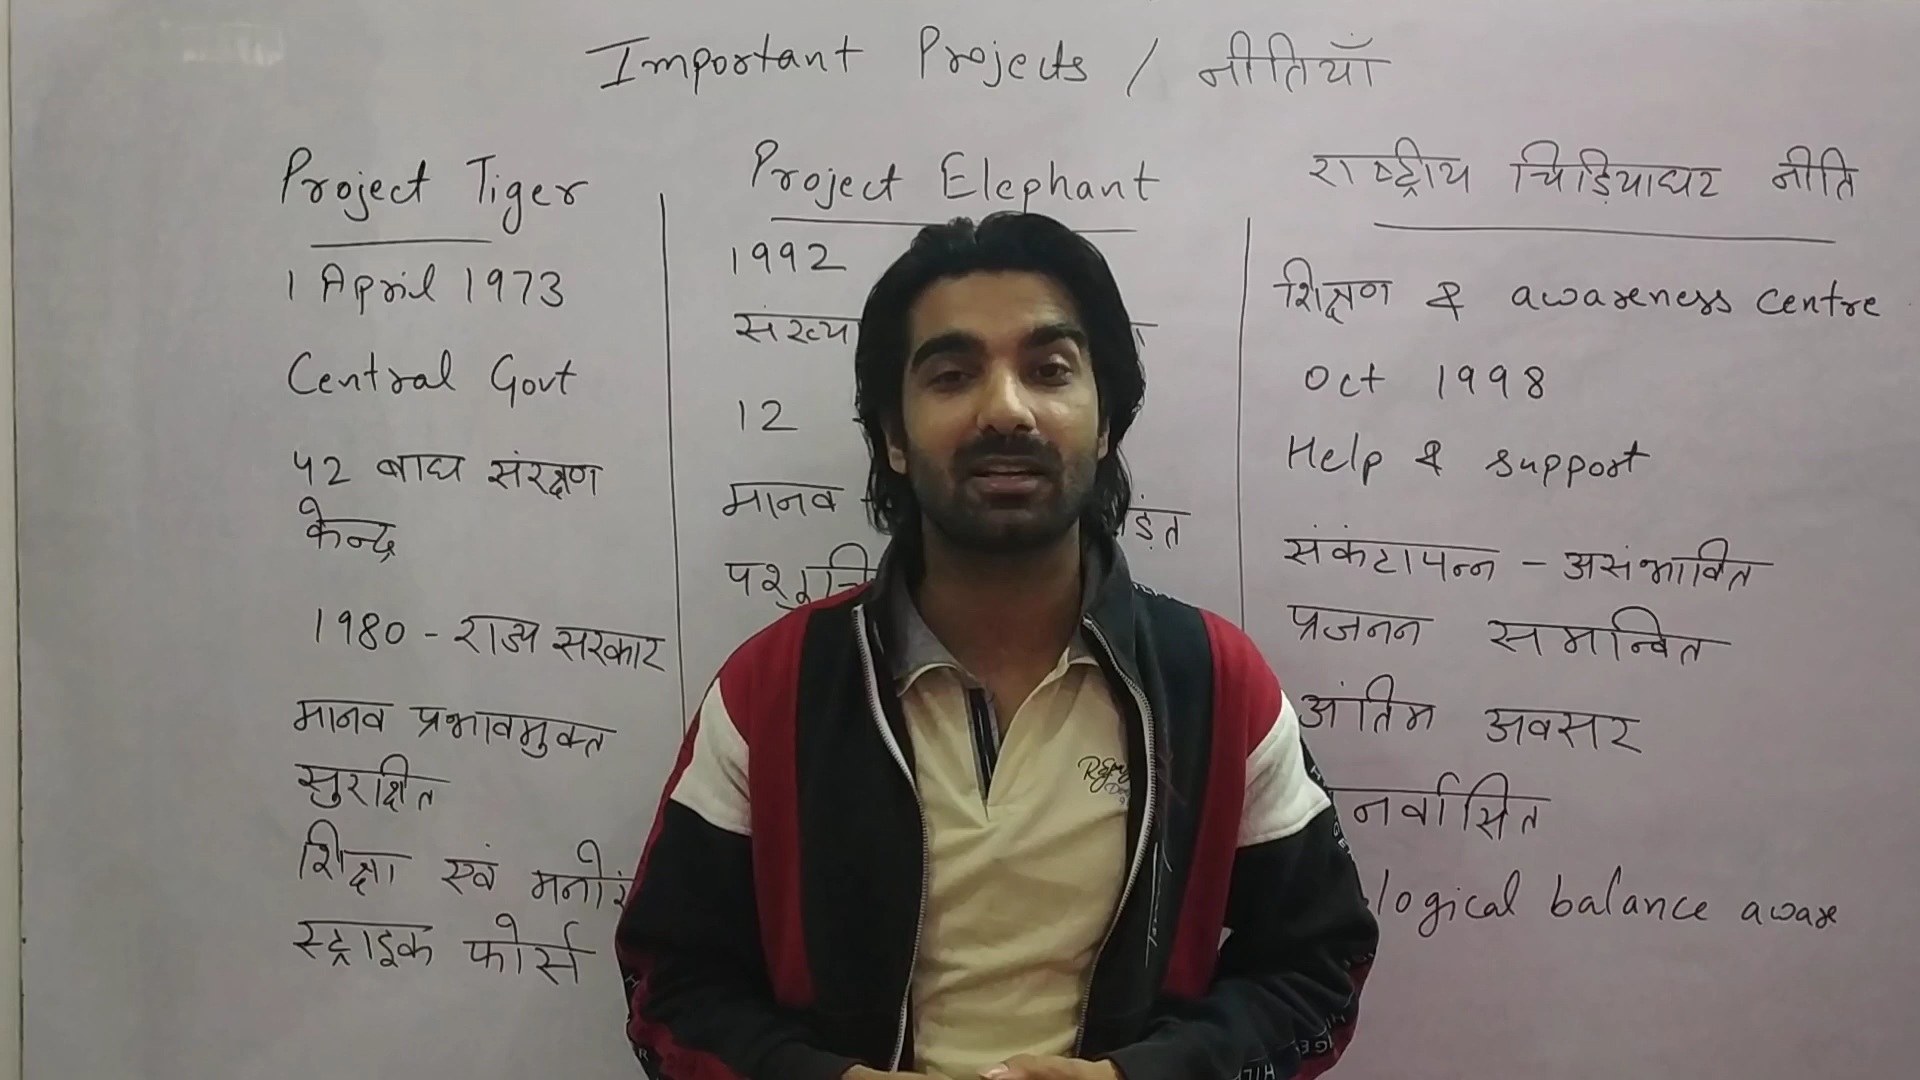 Important Projects / नीतियाँ
Project Tiger
1 April 1973
Central Govt
42 बाघ संरक्षण
केन्द्र
1980 - राज्य सरकार
मानव प्रभावमुक्त
सुरक्षित
शिक्षा एवं
स्ट्राइक फोर्स
Project Elephant
1992
संख्या
12
मानव
राष्ट्रीय चिड़ियाघर नीति
शिक्षण & awareness centre
Oct 1998
Help & support
संकटापन्न - असंभावित
प्रजनन समन्वित
अंतिम अवसर
नर्वासित
logical balance aware